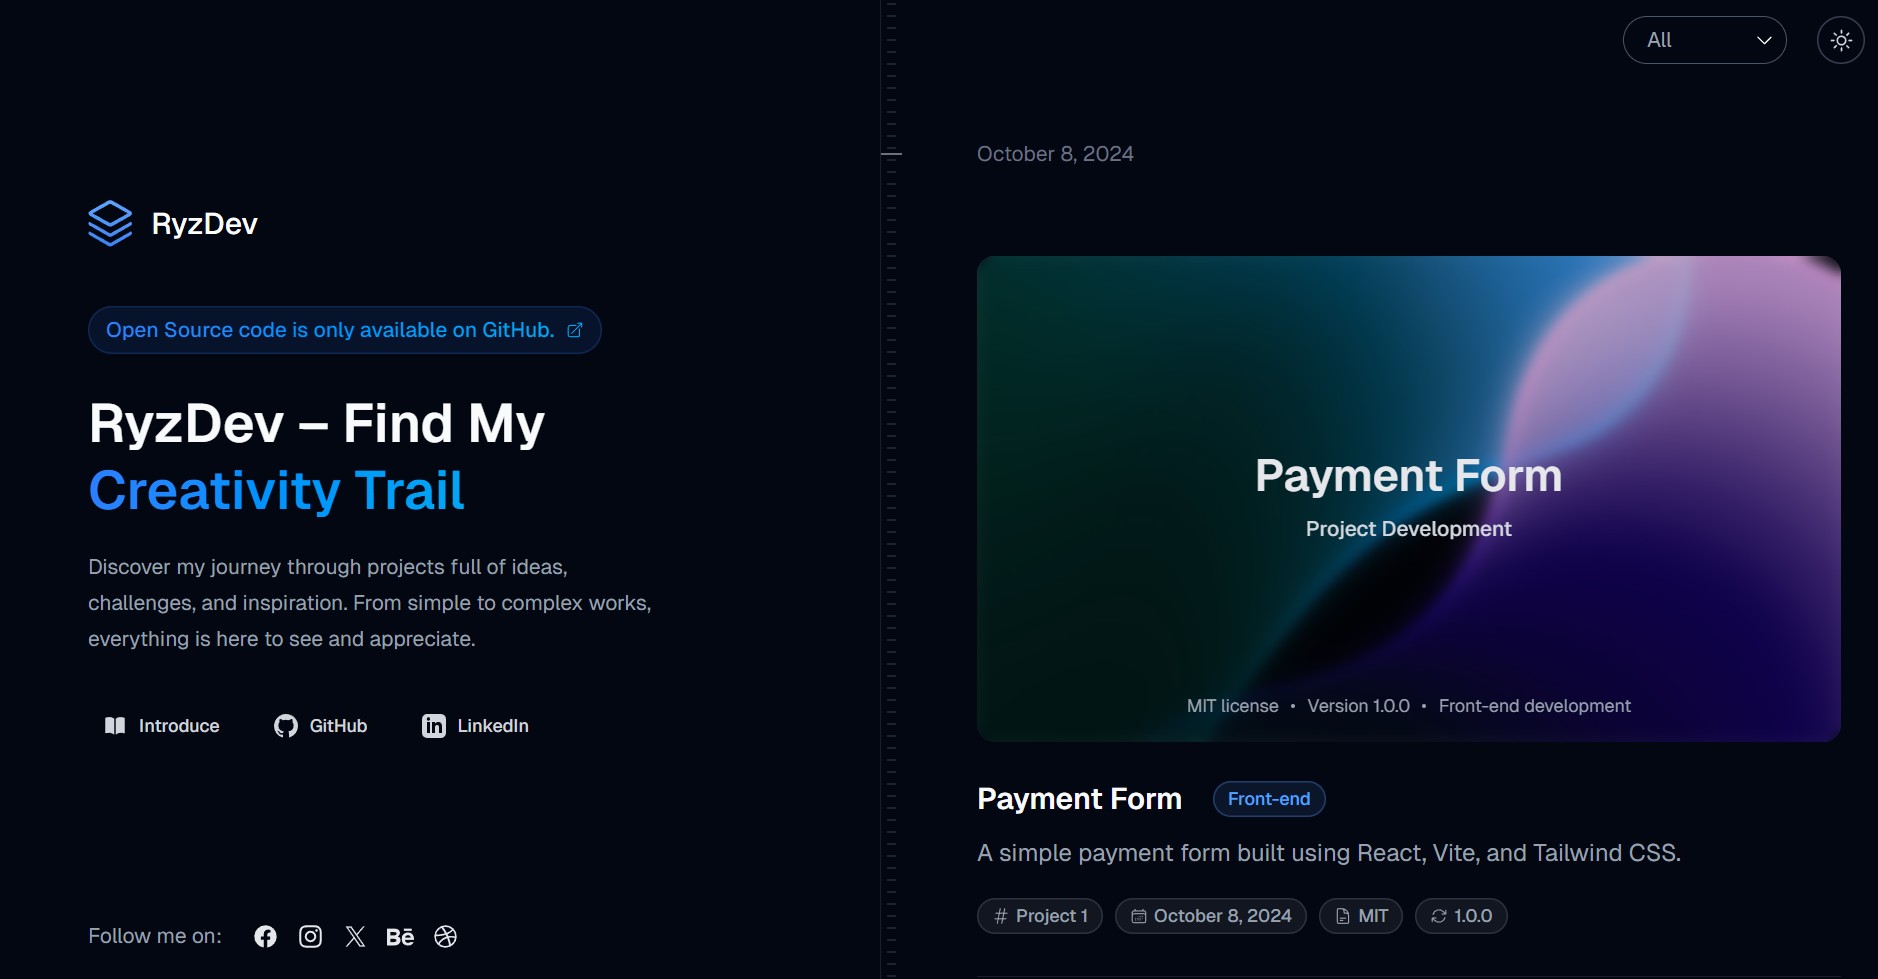 RyzDev
Open Source code is only available on GitHub.
RyzDev – Find My
Creativity Trail
Discover my journey through projects full of ideas,
challenges, and inspiration. From simple to complex works,
everything is here to see and appreciate.
Introduce GitHub LinkedIn
Follow me on:
All
October 8, 2024
Payment Form
Project Development
MIT license • Version 1.0.0 • Front-end development
Payment Form Front-end
A simple payment form built using React, Vite, and Tailwind CSS.
Project 1 October 8, 2024 MIT 1.0.0